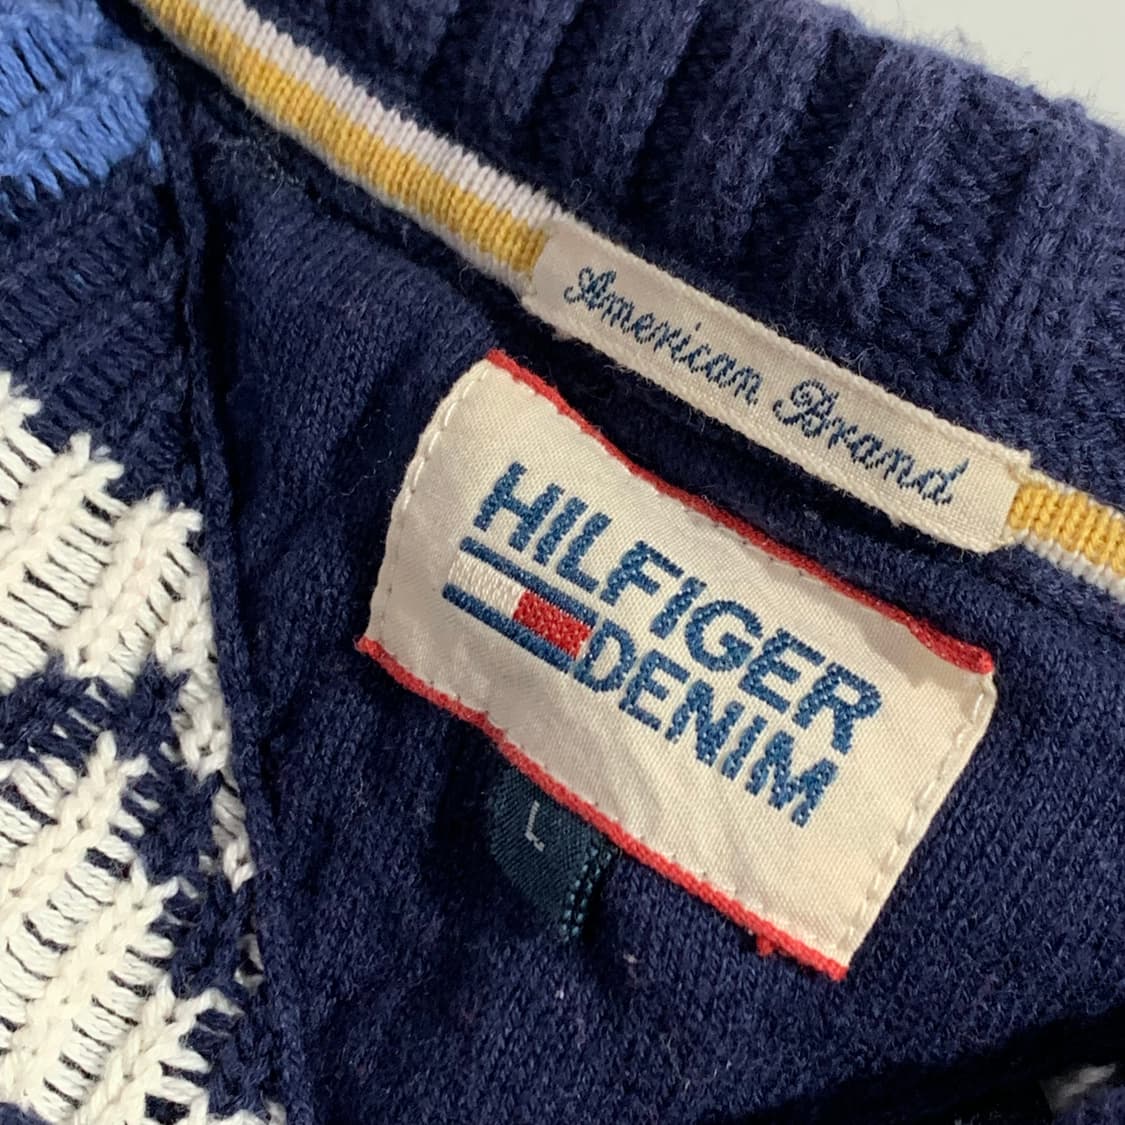 American Brand
HILFIGER
DENIM
L